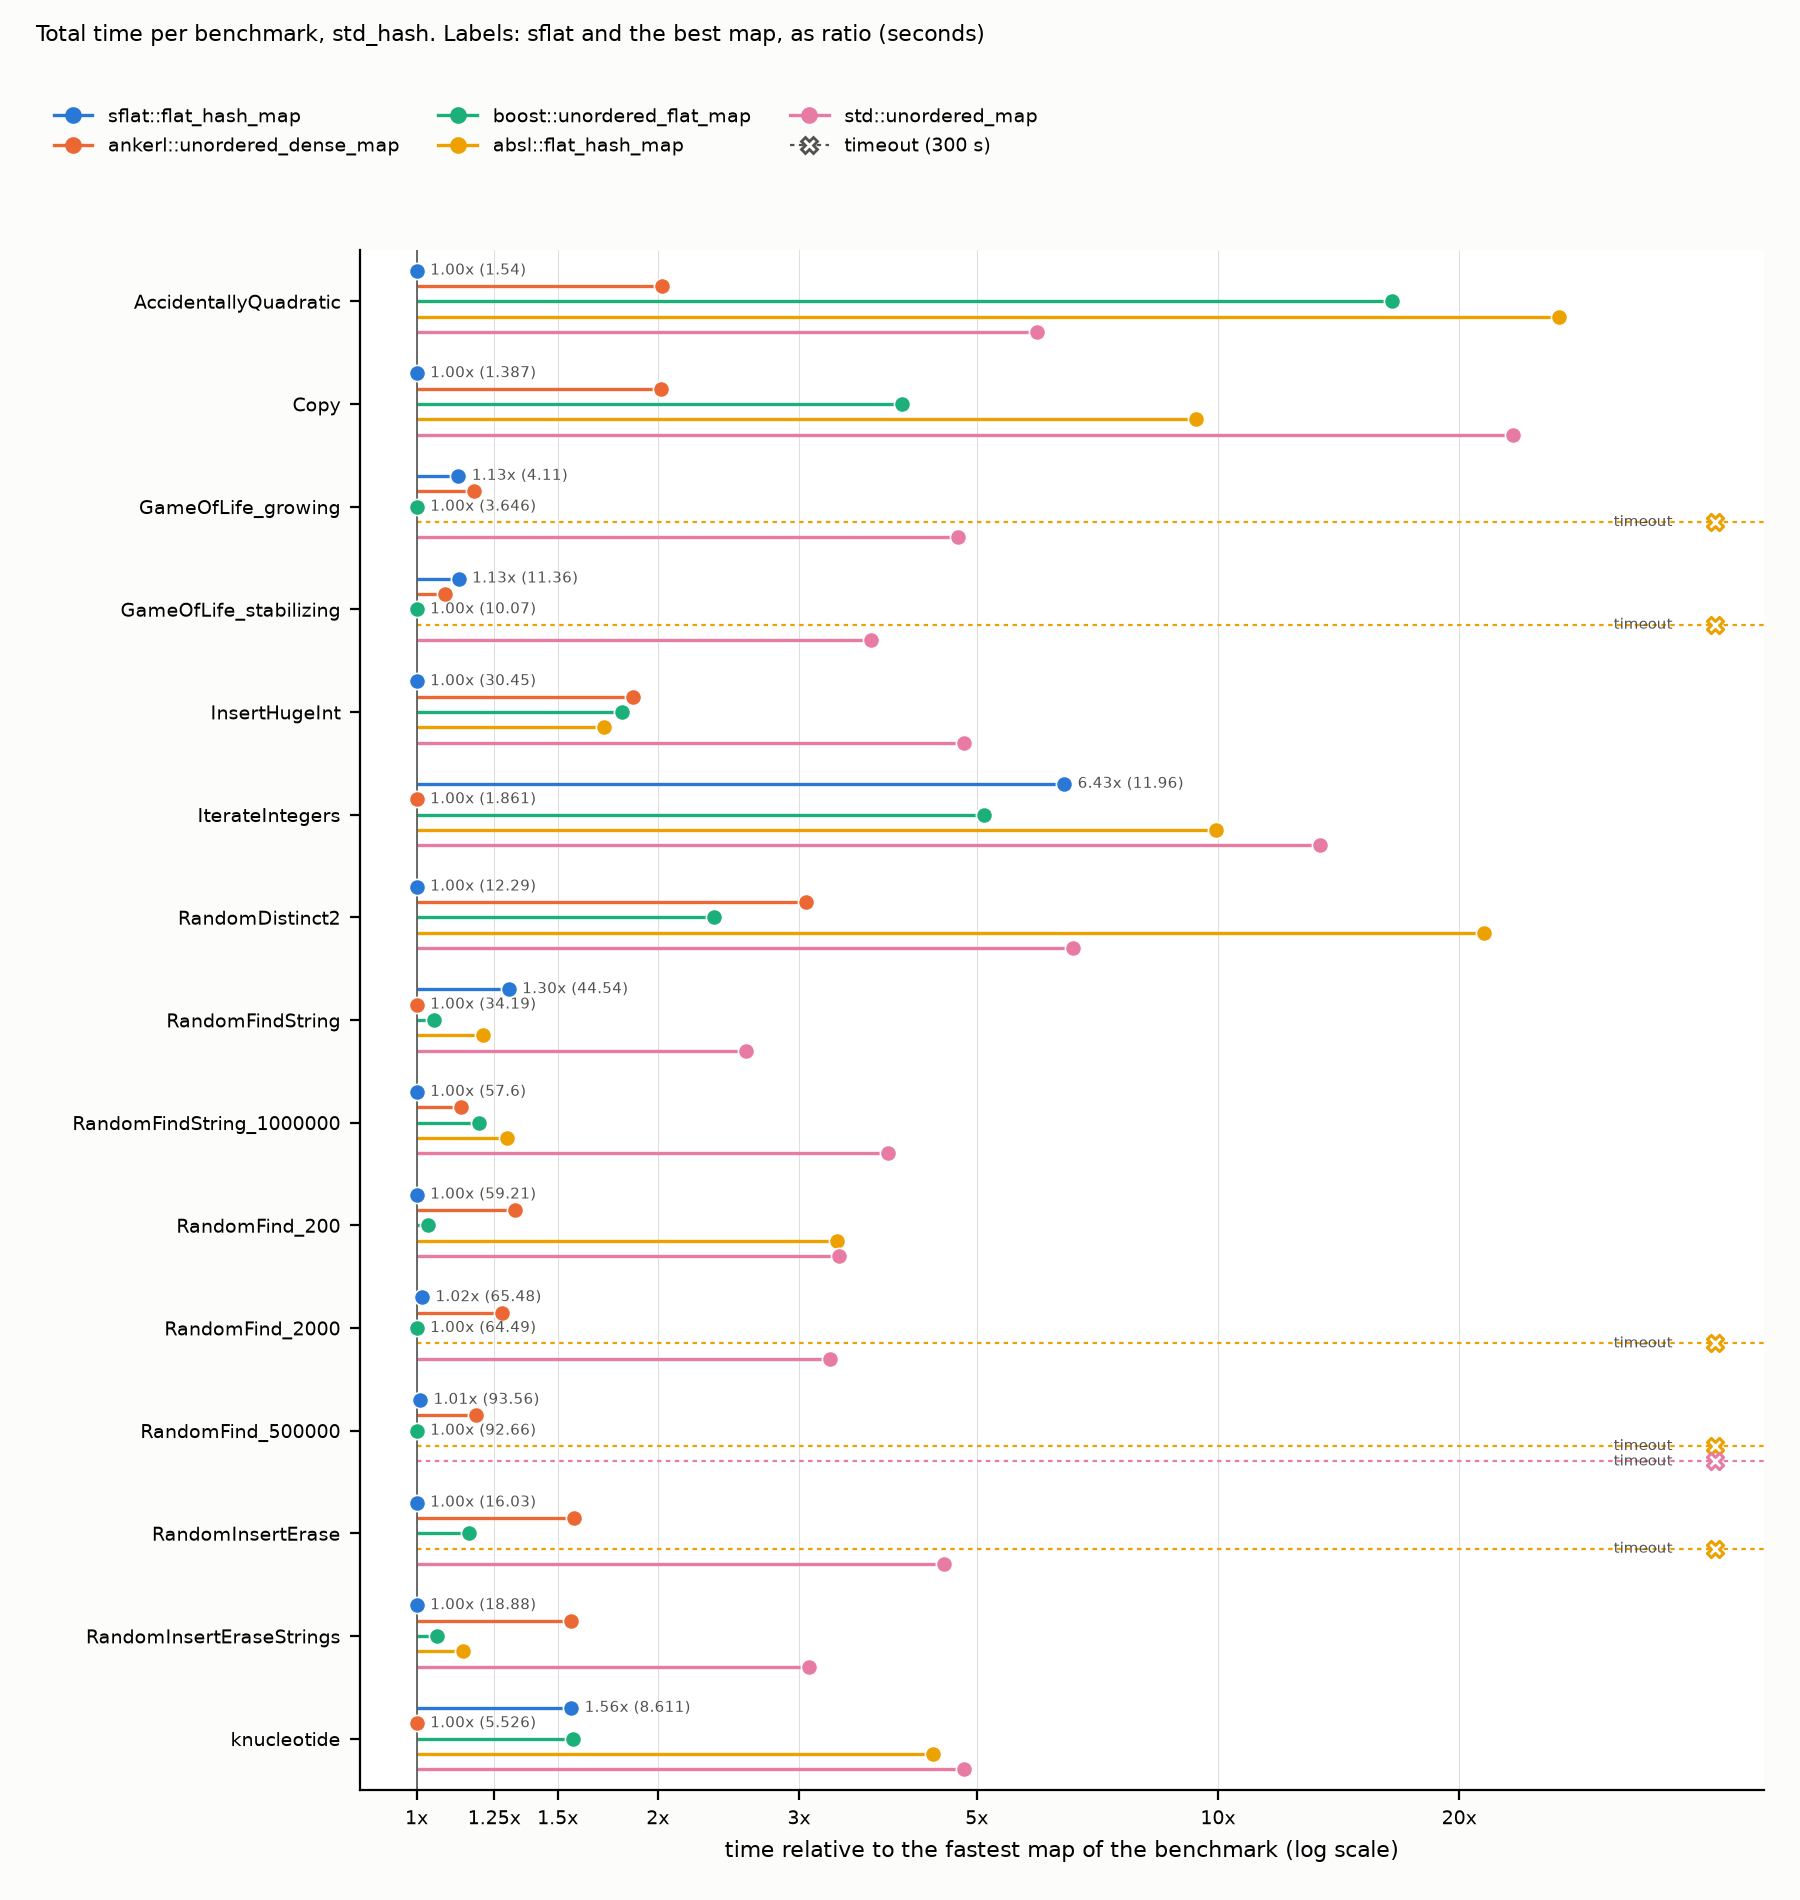 Total time per benchmark, std_hash. Labels: sflat and the best map, as ratio (seconds)
sflat::flat_hash_map
boost::unordered_flat_map
std::unordered_map
ankerl::unordered_dense_map
absl::flat_hash_map
timeout (300 s)
1.00x (1.54)
AccidentallyQuadratic
1.00x (1.387)
Copy
1.13x (4.11)
GameOfLife_growing
1.00x (3.646)
timeout
1.13x (11.36)
GameOfLife_stabilizing
1.00x (10.07)
timeout
1.00x (30.45)
InsertHugeInt
6.43x (11.96)
1.00x (1.861)
IterateIntegers
1.00x (12.29)
RandomDistinct2
1.30x (44.54)
1.00x (34.19)
RandomFindString
1.00x (57.6)
RandomFindString_1000000
1.00x (59.21)
RandomFind_200
1.02x (65.48)
RandomFind_2000
1.00x (64.49)
timeout
1.01x (93.56)
RandomFind_500000
1.00x (92.66)
timeout
timeout
1.00x (16.03)
RandomInsertErase
timeout
1.00x (18.88)
RandomInsertEraseStrings
1.56x (8.611)
1.00x (5.526)
knucleotide
1x 1.25x 1.5x 2x 3x 5x 10x 20x
time relative to the fastest map of the benchmark (log scale)